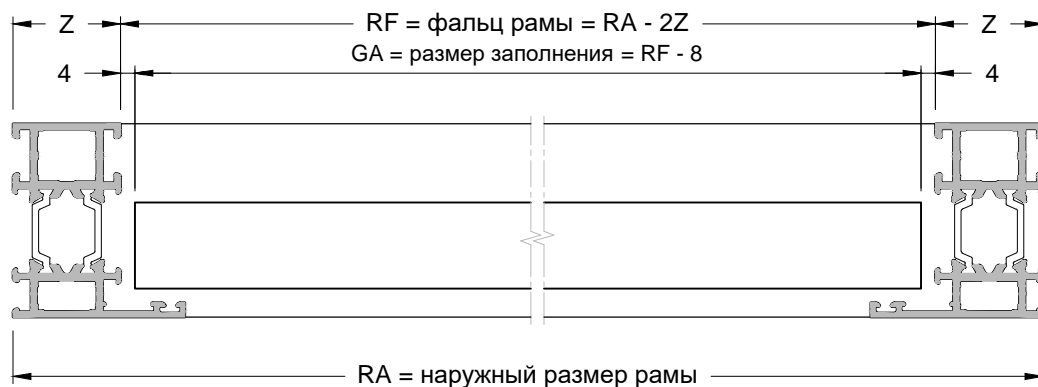 Z RF = фальц рамы = RA - 2Z Z
GA = размер заполнения = RF - 8
4 4
RA = наружный размер рамы